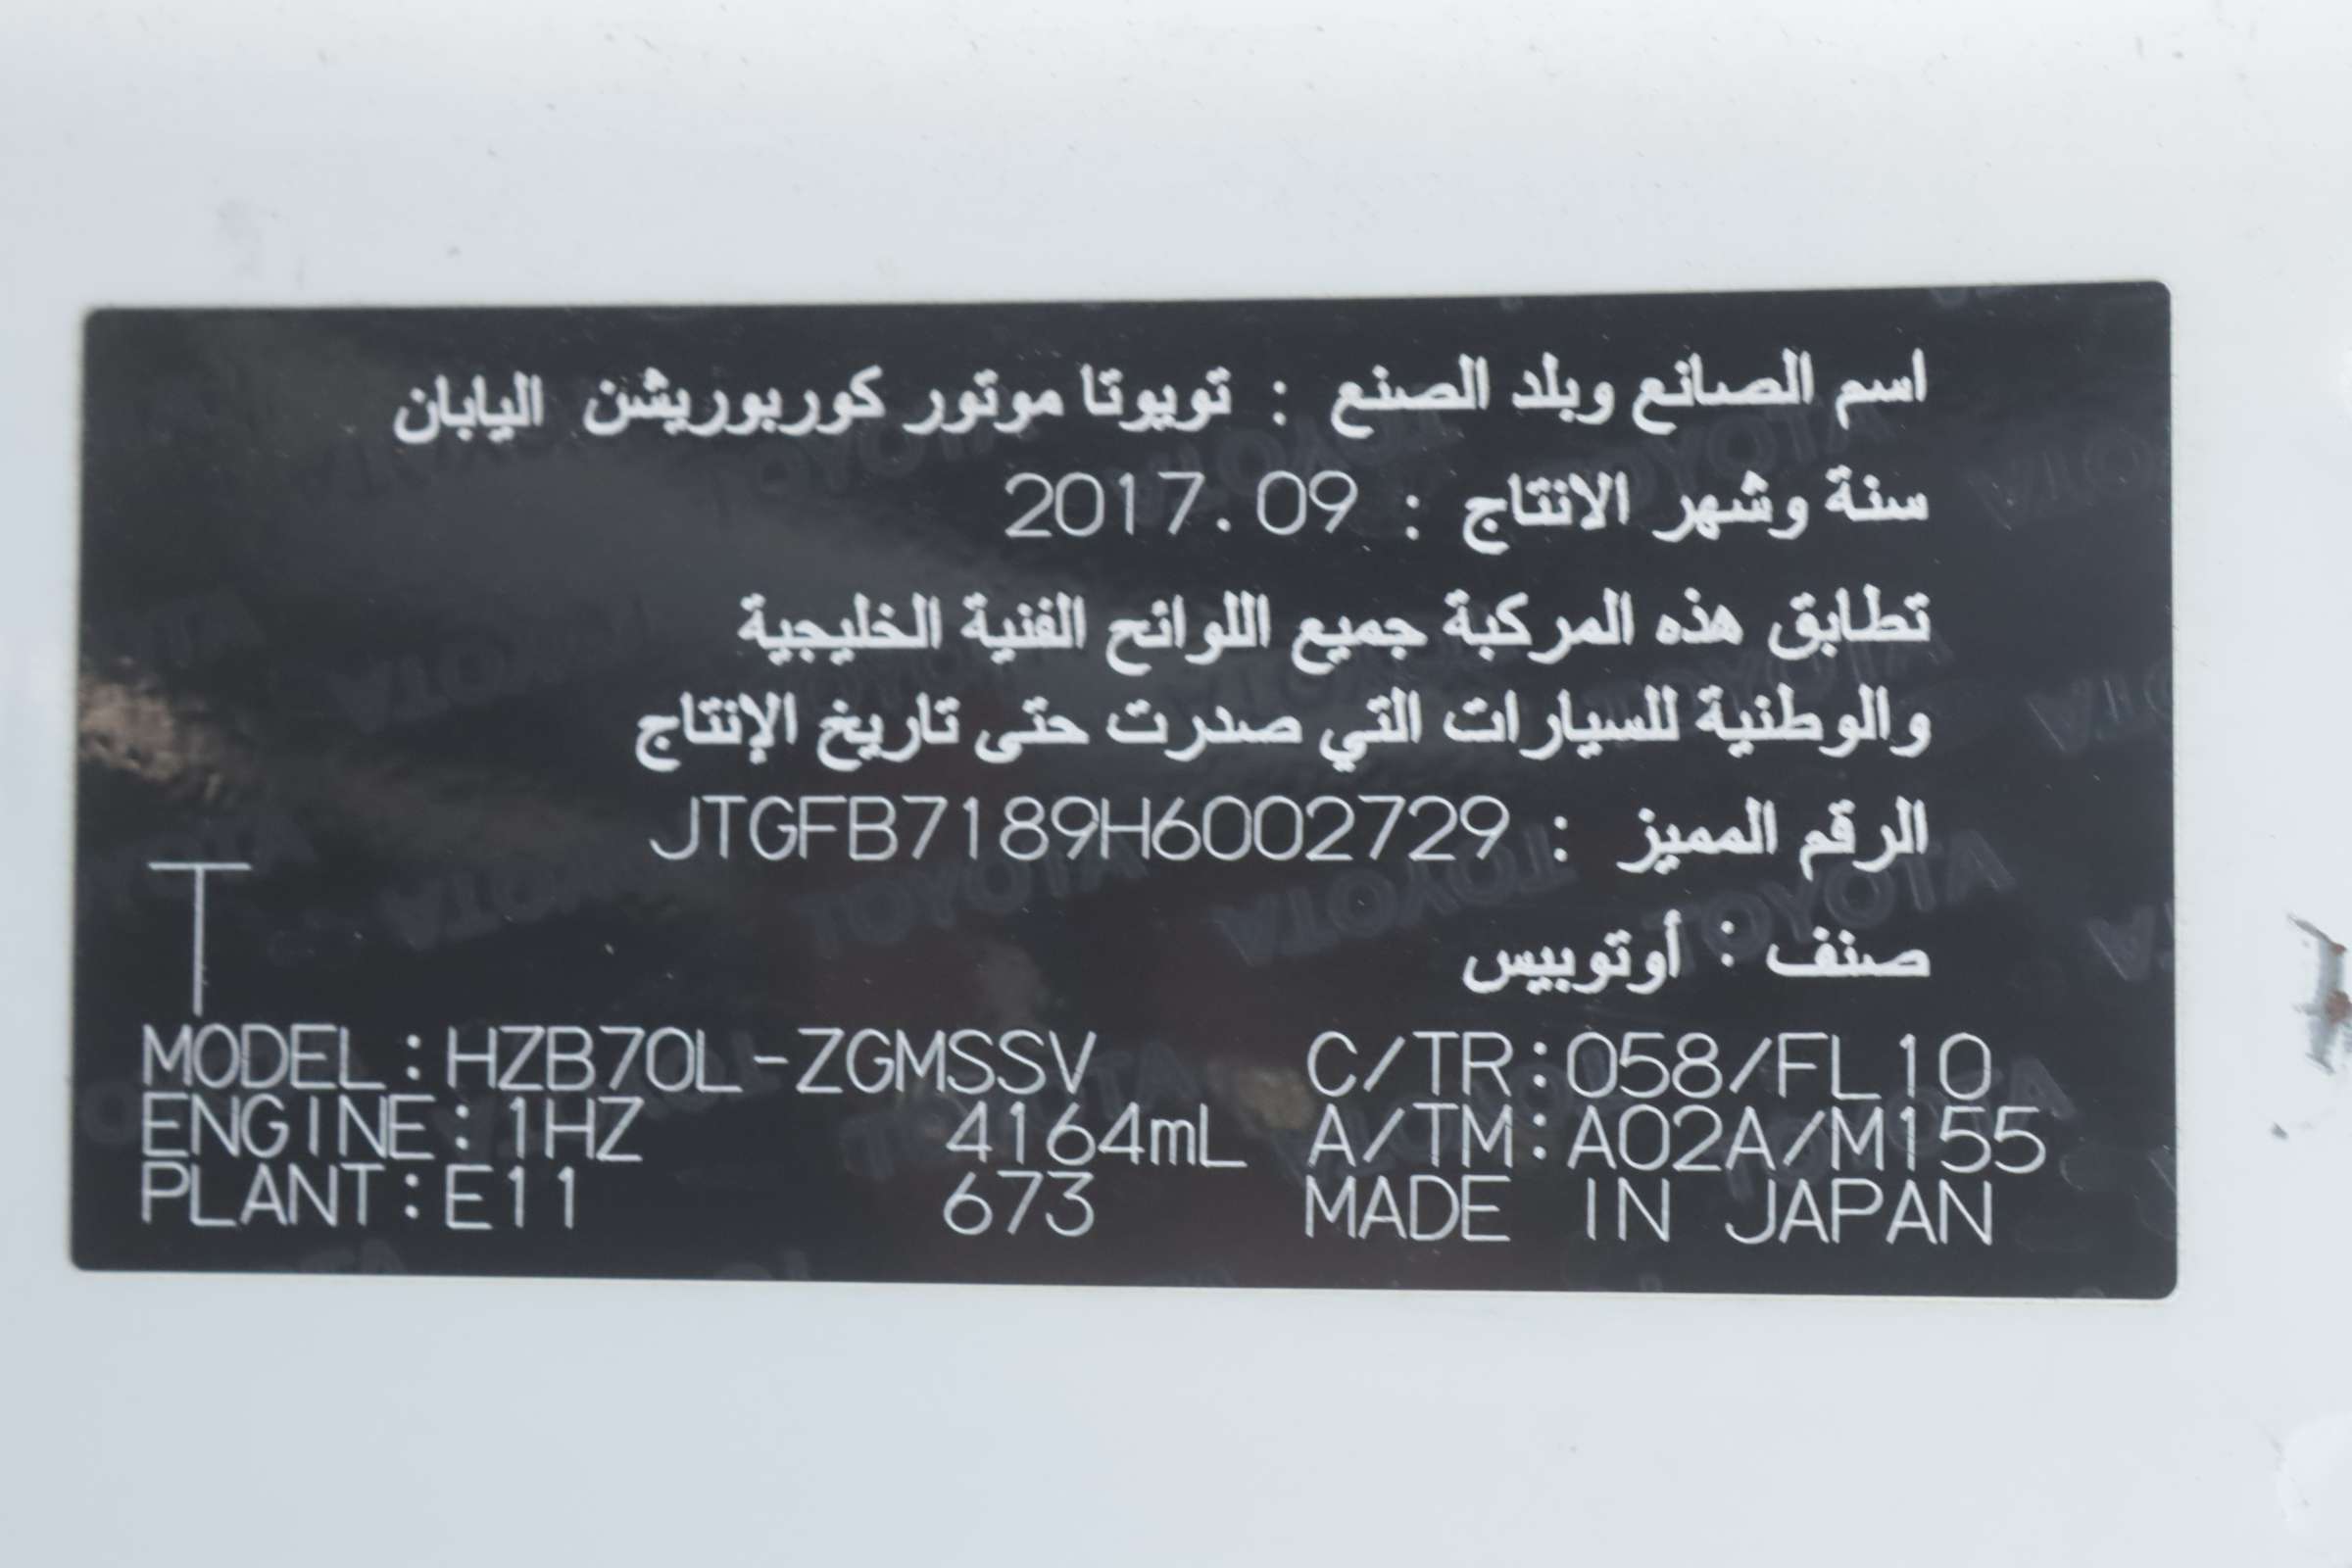 اسم الصانع وبلد الصنع : تويوتا موتور كوربوريشن اليابان
سنة وشهر الانتاج : 2017.09
تطابق هذه المركبة جميع اللوائح الفنية الخليجية
والوطنية للسيارات التي صدرت حتى تاريخ الإنتاج
الرقم المميز : JTGFB7189H6002729
صنف : أوتوبيس
T
MODEL:HZB70L-ZGMSSV C/TR:058/FL10
ENGINE:1HZ 4164mL A/TM:A02A/M155
PLANT:E11 673 MADE IN JAPAN